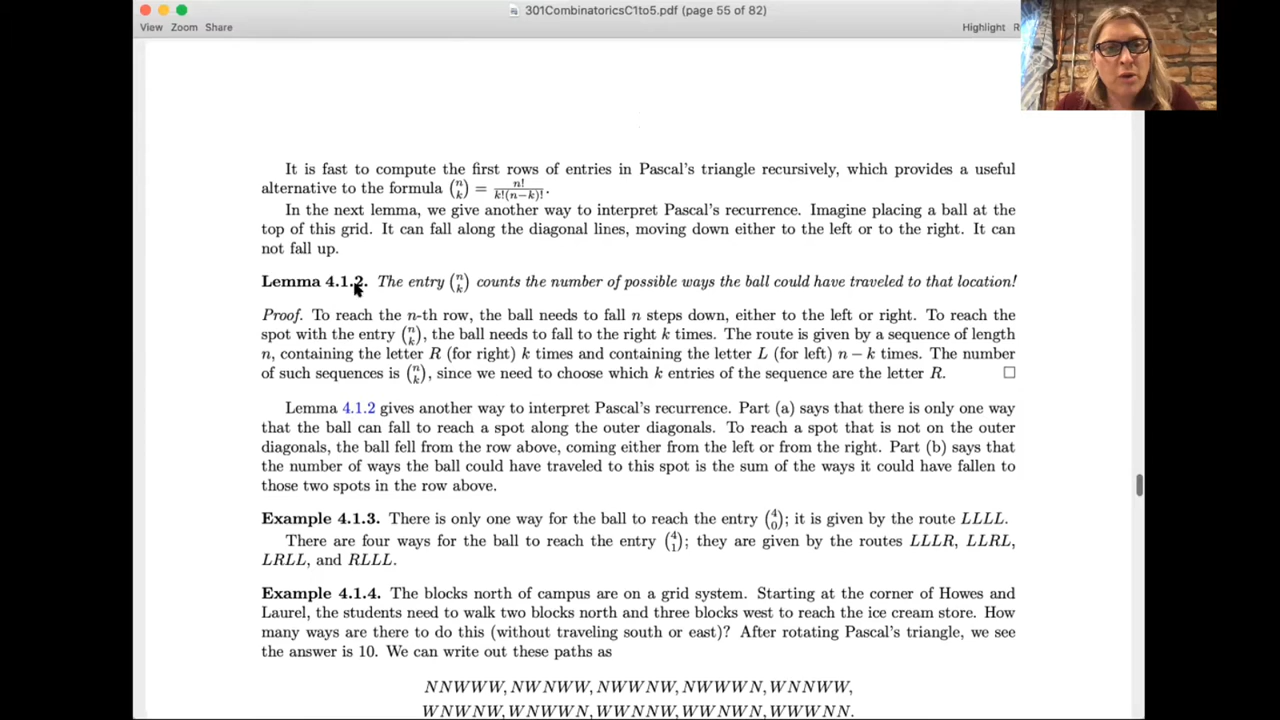 301CombinatoricsC1to5.pdf (page 55 of 82)
View Zoom Share Highlight
It is fast to compute the first rows of entries in Pascal's triangle recursively, which provides a useful
alternative to the formula (n k) = n!/k!(n−k)!.
In the next lemma, we give another way to interpret Pascal's recurrence. Imagine placing a ball at the
top of this grid. It can fall along the diagonal lines, moving down either to the left or to the right. It can
not fall up.
Lemma 4.1.2. The entry (n k) counts the number of possible ways the ball could have traveled to that location!
Proof. To reach the n-th row, the ball needs to fall n steps down, either to the left or right. To reach the
spot with the entry (n k), the ball needs to fall to the right k times. The route is given by a sequence of length
n, containing the letter R (for right) k times and containing the letter L (for left) n − k times. The number
of such sequences is (n k), since we need to choose which k entries of the sequence are the letter R. □
Lemma 4.1.2 gives another way to interpret Pascal's recurrence. Part (a) says that there is only one way
that the ball can fall to reach a spot along the outer diagonals. To reach a spot that is not on the outer
diagonals, the ball fell from the row above, coming either from the left or from the right. Part (b) says that
the number of ways the ball could have traveled to this spot is the sum of the ways it could have fallen to
those two spots in the row above.
Example 4.1.3. There is only one way for the ball to reach the entry (4 0); it is given by the route LLLL.
There are four ways for the ball to reach the entry (4 1); they are given by the routes LLLR, LLRL,
LRLL, and RLLL.
Example 4.1.4. The blocks north of campus are on a grid system. Starting at the corner of Howes and
Laurel, the students need to walk two blocks north and three blocks west to reach the ice cream store. How
many ways are there to do this (without traveling south or east)? After rotating Pascal's triangle, we see
the answer is 10. We can write out these paths as
NNWWW, NWNWW, NWWNW, NWWWN, WNNWW,
WNWNW, WNWWN, WWNNW, WWNWN, WWWNN.